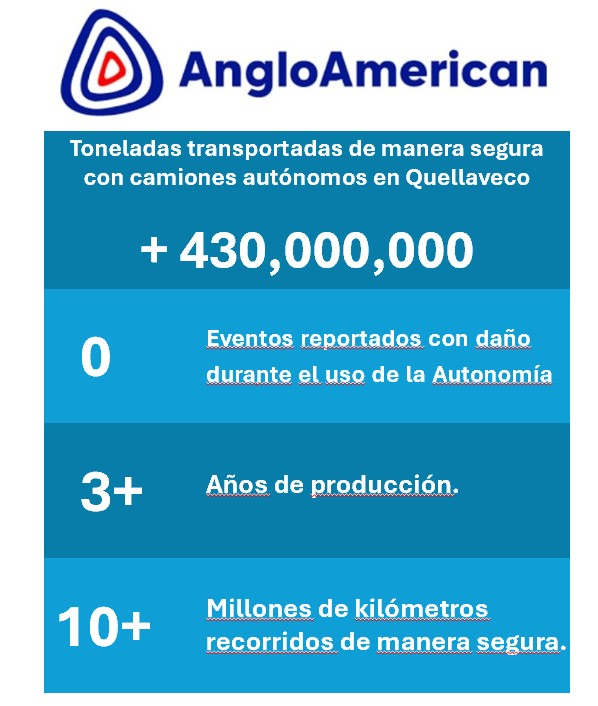 AngloAmerican
Toneladas transportadas de manera segura
con camiones autónomos en Quellaveco
+ 430,000,000
0
Eventos reportados con daño
durante el uso de la Autonomía
3+
Años de producción.
10+
Millones de kilómetros
recorridos de manera segura.